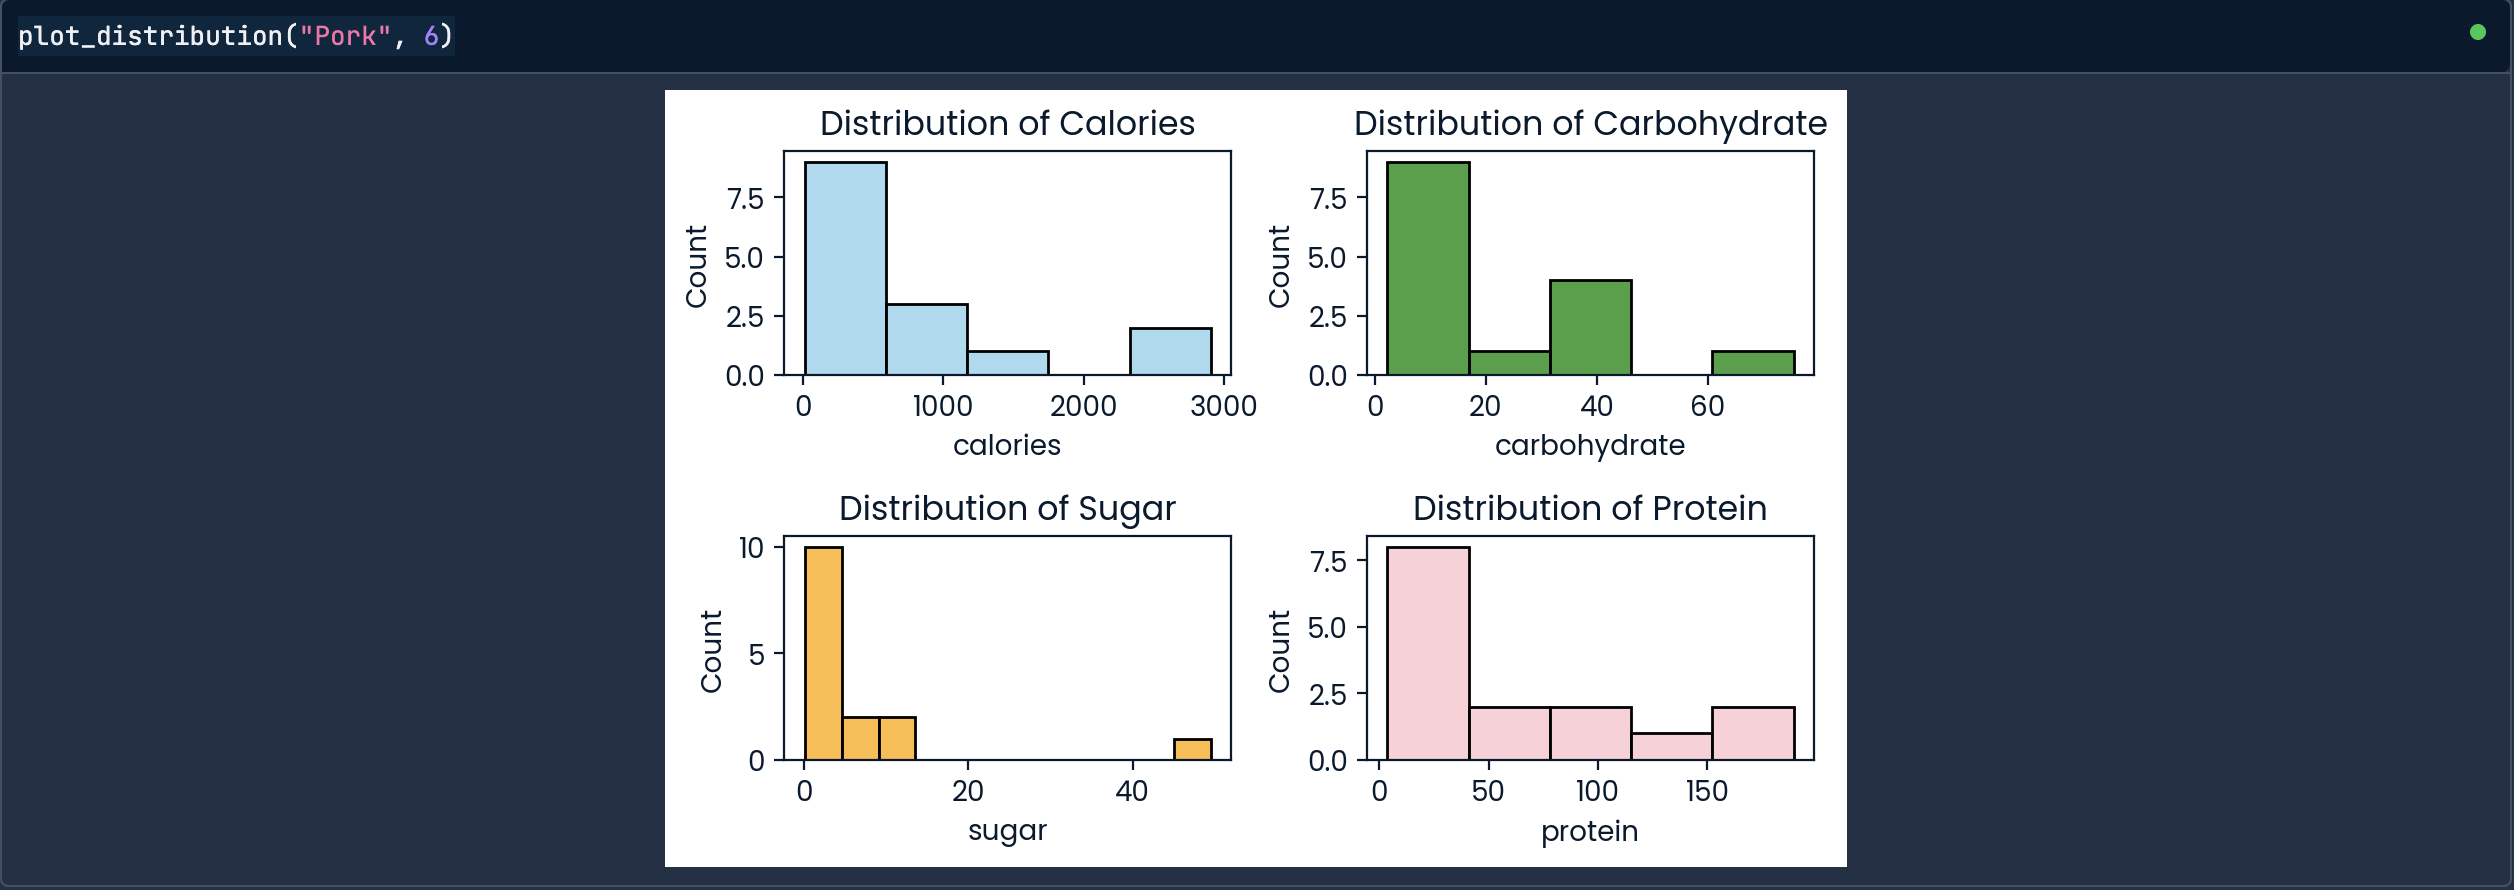 plot_distribution("Pork", 6)
Distribution of Calories
Count
7.5
5.0
2.5
0.0
0 1000 2000 3000
calories
Distribution of Carbohydrate
Count
7.5
5.0
2.5
0.0
0 20 40 60
carbohydrate
Distribution of Sugar
Count
10
5
0
0 20 40
sugar
Distribution of Protein
Count
7.5
5.0
2.5
0.0
0 50 100 150
protein